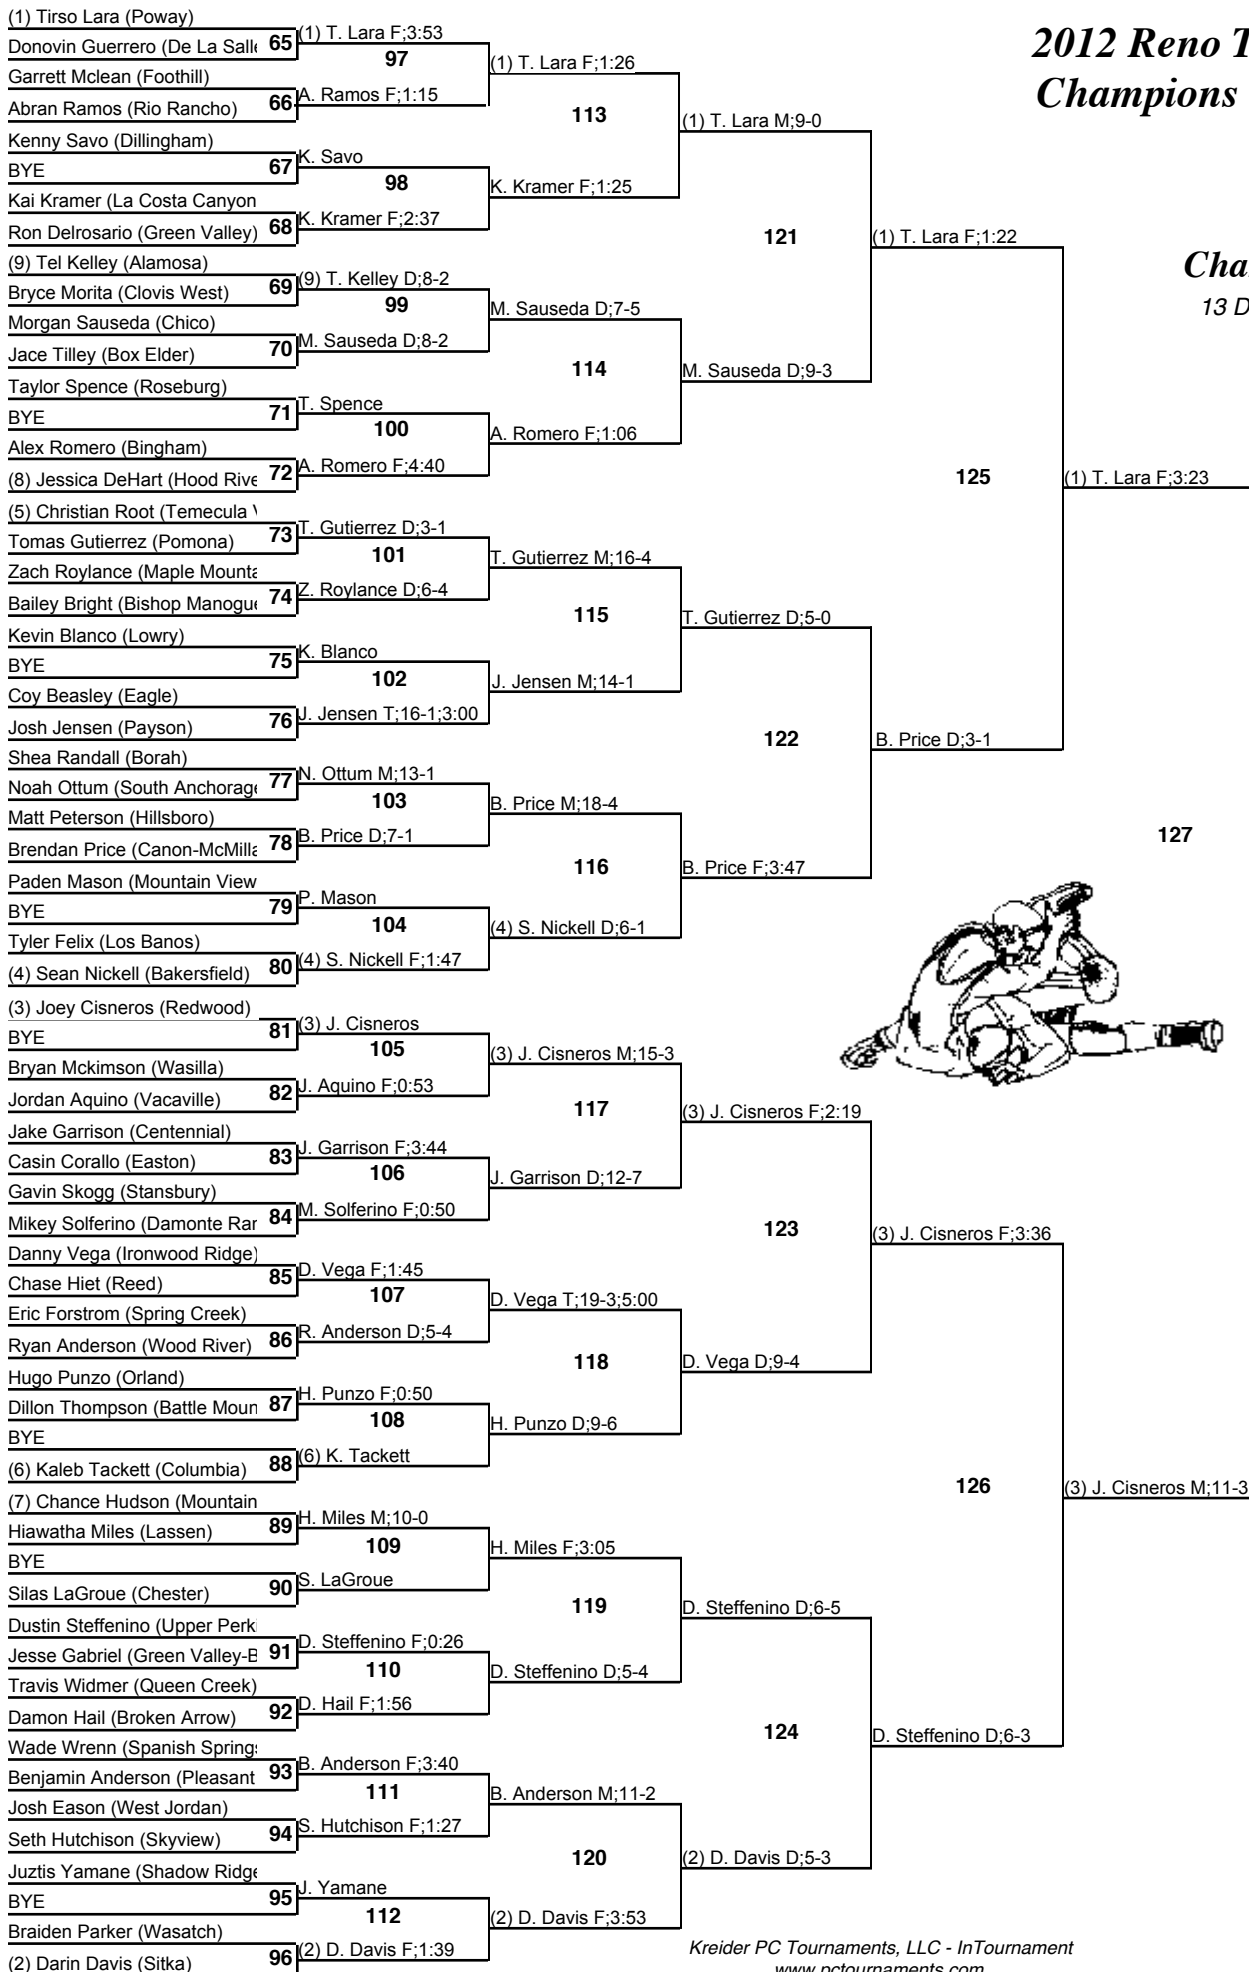 (1) Tirso Lara (Poway)
Donovin Guerrero (De La Salle
65
Garrett Mclean (Foothill)
Abran Ramos (Rio Rancho)
66
Kenny Savo (Dillingham)
BYE
67
Kai Kramer (La Costa Canyon
Ron Delrosario (Green Valley)
68
(9) Tel Kelley (Alamosa)
Bryce Morita (Clovis West)
69
Morgan Sauseda (Chico)
Jace Tilley (Box Elder)
70
Taylor Spence (Roseburg)
BYE
71
Alex Romero (Bingham)
(8) Jessica DeHart (Hood Rive
72
(5) Christian Root (Temecula
Tomas Gutierrez (Pomona)
73
Zach Roylance (Maple Mounta
Bailey Bright (Bishop Manogue
74
Kevin Blanco (Lowry)
BYE
75
Coy Beasley (Eagle)
Josh Jensen (Payson)
76
Shea Randall (Borah)
Noah Ottum (South Anchorage
77
Matt Peterson (Hillsboro)
Brendan Price (Canon-McMilla
78
Paden Mason (Mountain View
BYE
79
Tyler Felix (Los Banos)
(4) Sean Nickell (Bakersfield)
80
(3) Joey Cisneros (Redwood)
BYE
81
Bryan Mckimson (Wasilla)
Jordan Aquino (Vacaville)
82
Jake Garrison (Centennial)
Casin Corallo (Easton)
83
Gavin Skogg (Stansbury)
Mikey Solferino (Damonte Ran
84
Danny Vega (Ironwood Ridge)
Chase Hiet (Reed)
85
Eric Forstrom (Spring Creek)
Ryan Anderson (Wood River)
86
Hugo Punzo (Orland)
Dillon Thompson (Battle Moun
87
BYE
(6) Kaleb Tackett (Columbia)
88
(7) Chance Hudson (Mountain
Hiawatha Miles (Lassen)
89
BYE
Silas LaGroue (Chester)
90
Dustin Steffenino (Upper Perki
Jesse Gabriel (Green Valley-B
91
Travis Widmer (Queen Creek)
Damon Hail (Broken Arrow)
92
Wade Wrenn (Spanish Springs
Benjamin Anderson (Pleasant
93
Josh Eason (West Jordan)
Seth Hutchison (Skyview)
94
Juztis Yamane (Shadow Ridge
BYE
95
Braiden Parker (Wasatch)
(2) Darin Davis (Sitka)
96
(1) T. Lara F;3:53
97
A. Ramos F;1:15
K. Savo
98
K. Kramer F;2:37
(9) T. Kelley D;8-2
99
M. Sauseda D;8-2
T. Spence
100
A. Romero F;4:40
T. Gutierrez D;3-1
101
Z. Roylance D;6-4
K. Blanco
102
J. Jensen T;16-1;3:00
N. Ottum M;13-1
103
B. Price D;7-1
P. Mason
104
(4) S. Nickell F;1:47
(3) J. Cisneros
105
J. Aquino F;0:53
J. Garrison F;3:44
106
M. Solferino F;0:50
D. Vega F;1:45
107
R. Anderson D;5-4
H. Punzo F;0:50
108
(6) K. Tackett
H. Miles M;10-0
109
S. LaGroue
D. Steffenino F;0:26
110
D. Hail F;1:56
B. Anderson F;3:40
111
S. Hutchison F;1:27
J. Yamane
112
(2) D. Davis F;1:39
(1) T. Lara F;1:26
113
K. Kramer F;1:25
M. Sauseda D;7-5
114
A. Romero F;1:06
T. Gutierrez M;16-4
115
J. Jensen M;14-1
B. Price M;18-4
116
(4) S. Nickell D;6-1
(3) J. Cisneros M;15-3
117
J. Garrison D;12-7
D. Vega T;19-3;5:00
118
H. Punzo D;9-6
H. Miles F;3:05
119
D. Steffenino D;5-4
B. Anderson M;11-2
120
(2) D. Davis F;3:53
(1) T. Lara M;9-0
121
M. Sauseda D;9-3
T. Gutierrez D;5-0
122
B. Price F;3:47
(3) J. Cisneros F;2:19
123
D. Vega D;9-4
D. Steffenino D;6-5
124
(2) D. Davis D;5-3
(1) T. Lara F;1:22
125
B. Price D;3-1
(3) J. Cisneros F;3:36
126
D. Steffenino D;6-3
(1) T. Lara F;3:23
127
(3) J. Cisneros M;11-3
2012 Reno T
Champions
Cha
13 D
Kreider PC Tournaments, LLC - InTournament
www.pctournaments.com